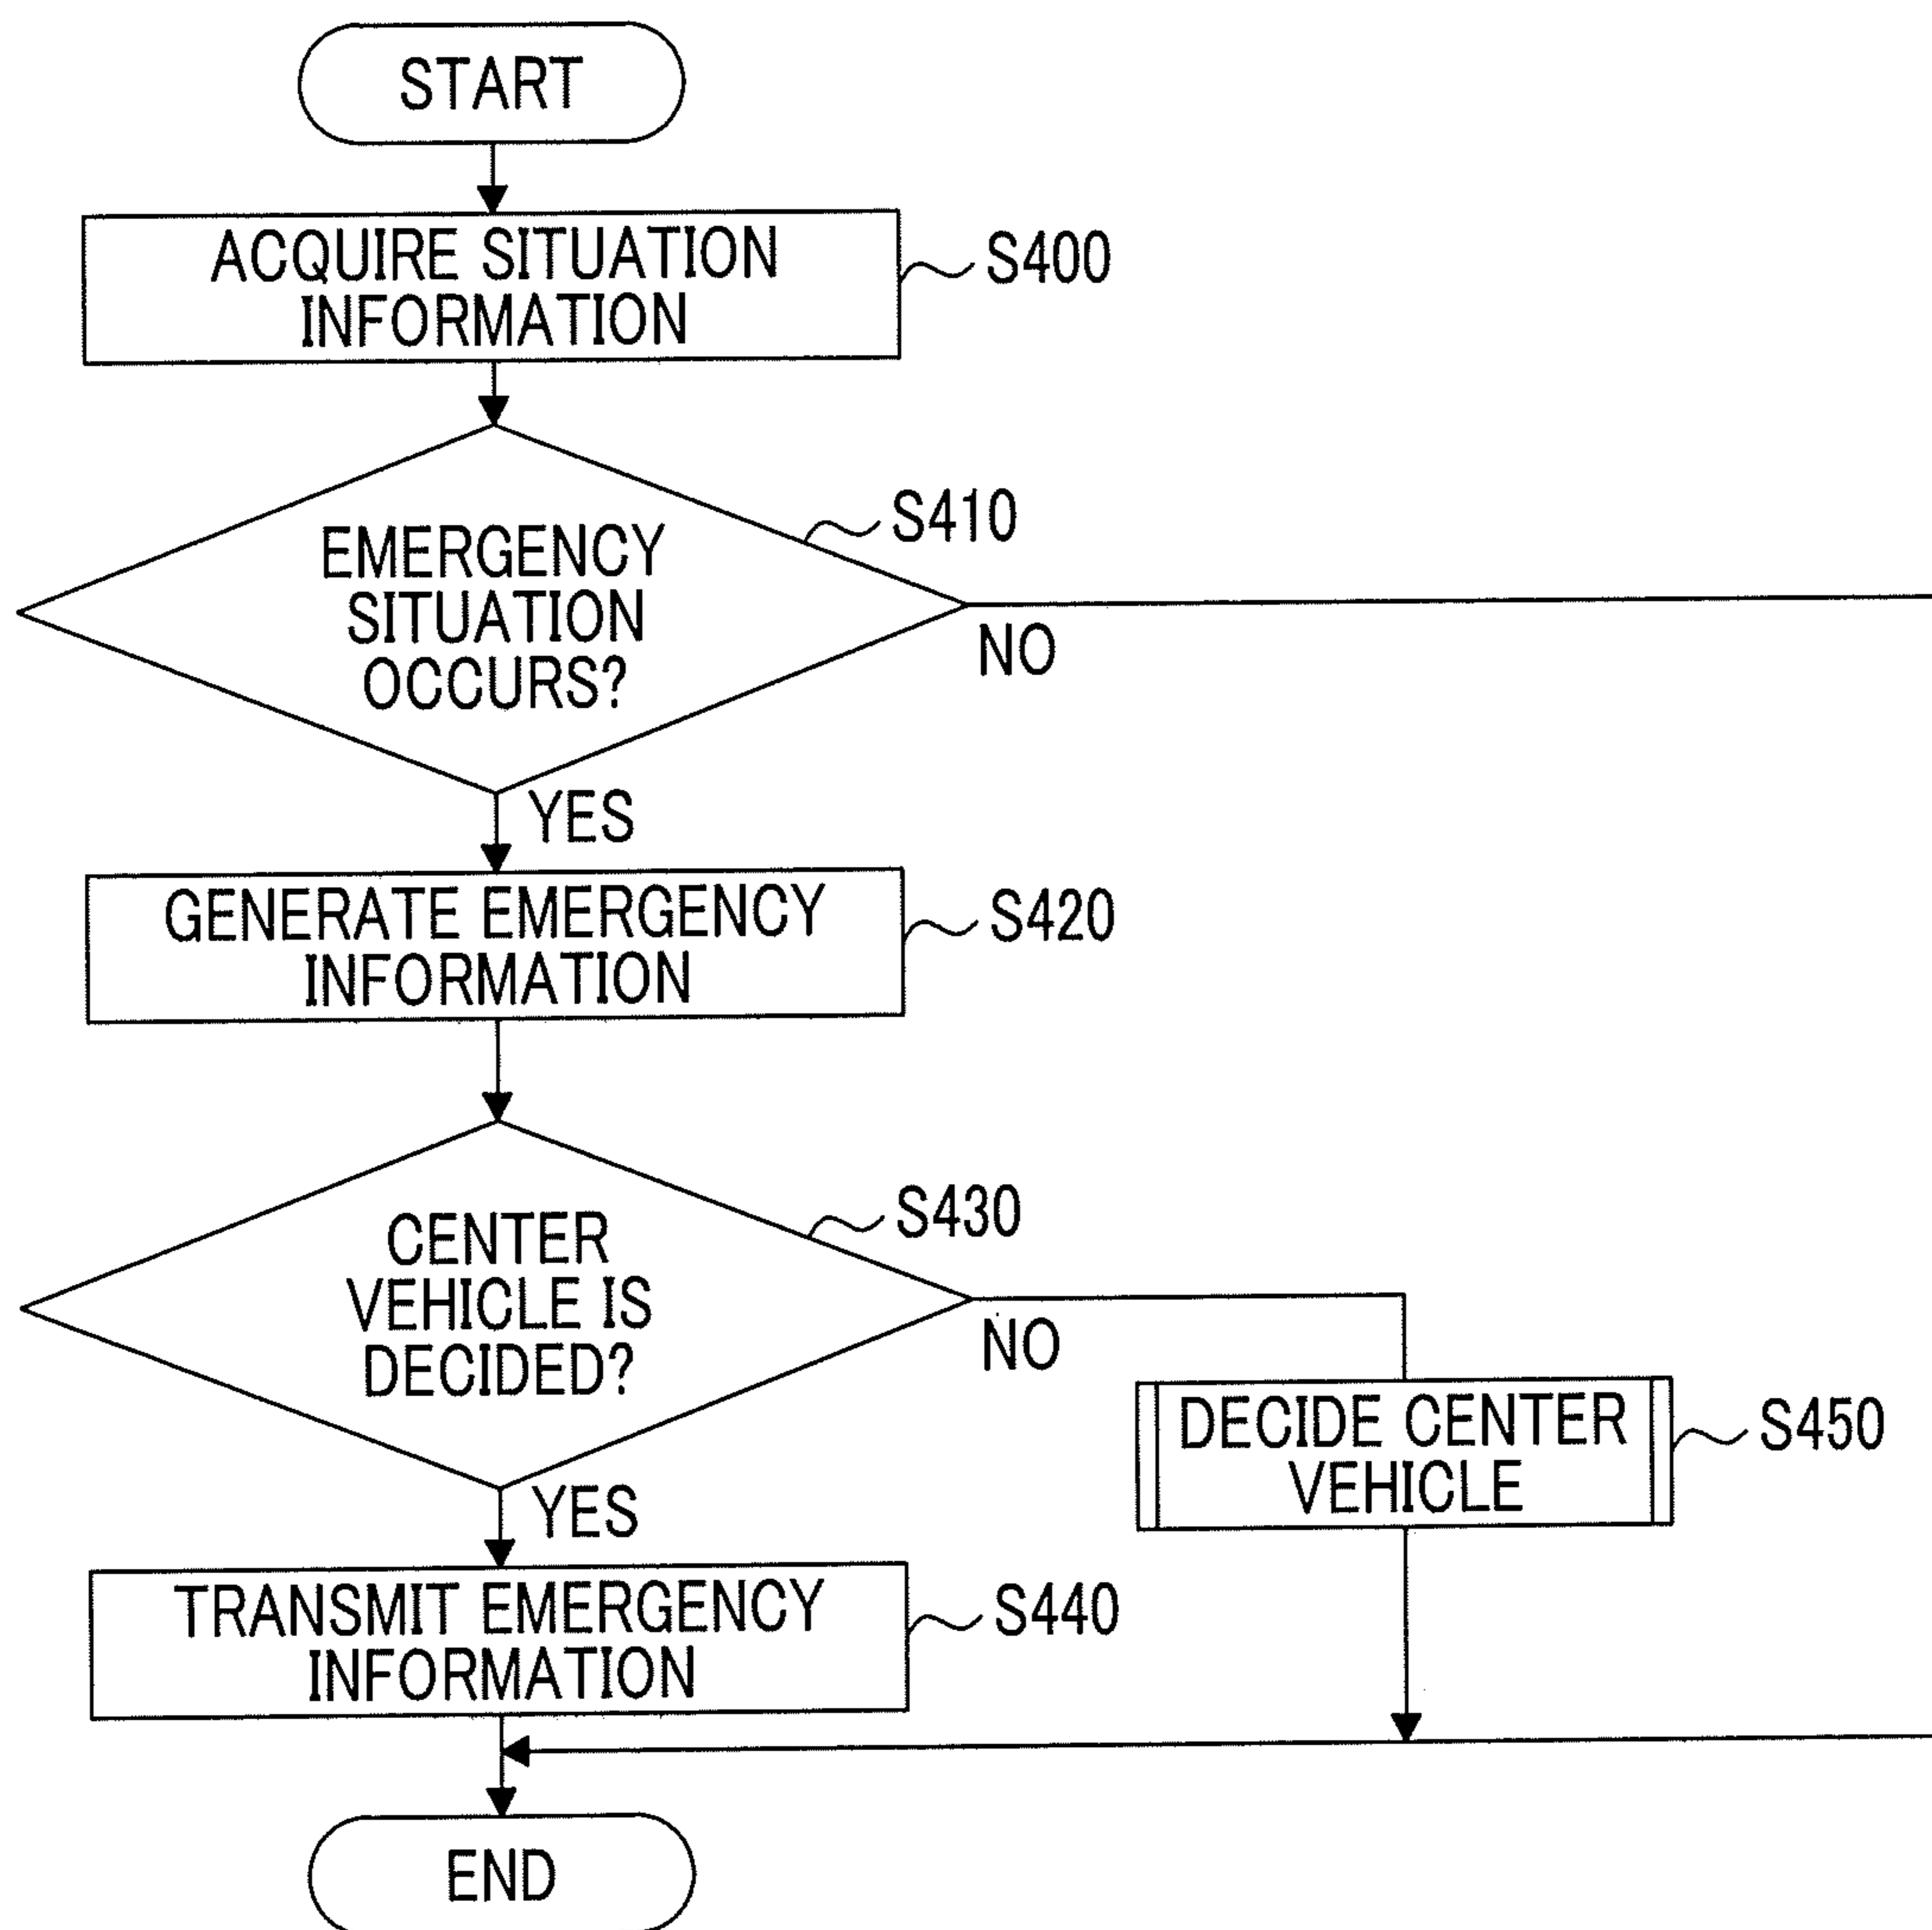 START
ACQUIRE SITUATION
INFORMATION
S400
EMERGENCY
SITUATION
OCCURS?
S410
NO
YES
GENERATE EMERGENCY
INFORMATION
S420
CENTER
VEHICLE IS
DECIDED?
S430
NO
DECIDE CENTER
VEHICLE
S450
YES
TRANSMIT EMERGENCY
INFORMATION
S440
END